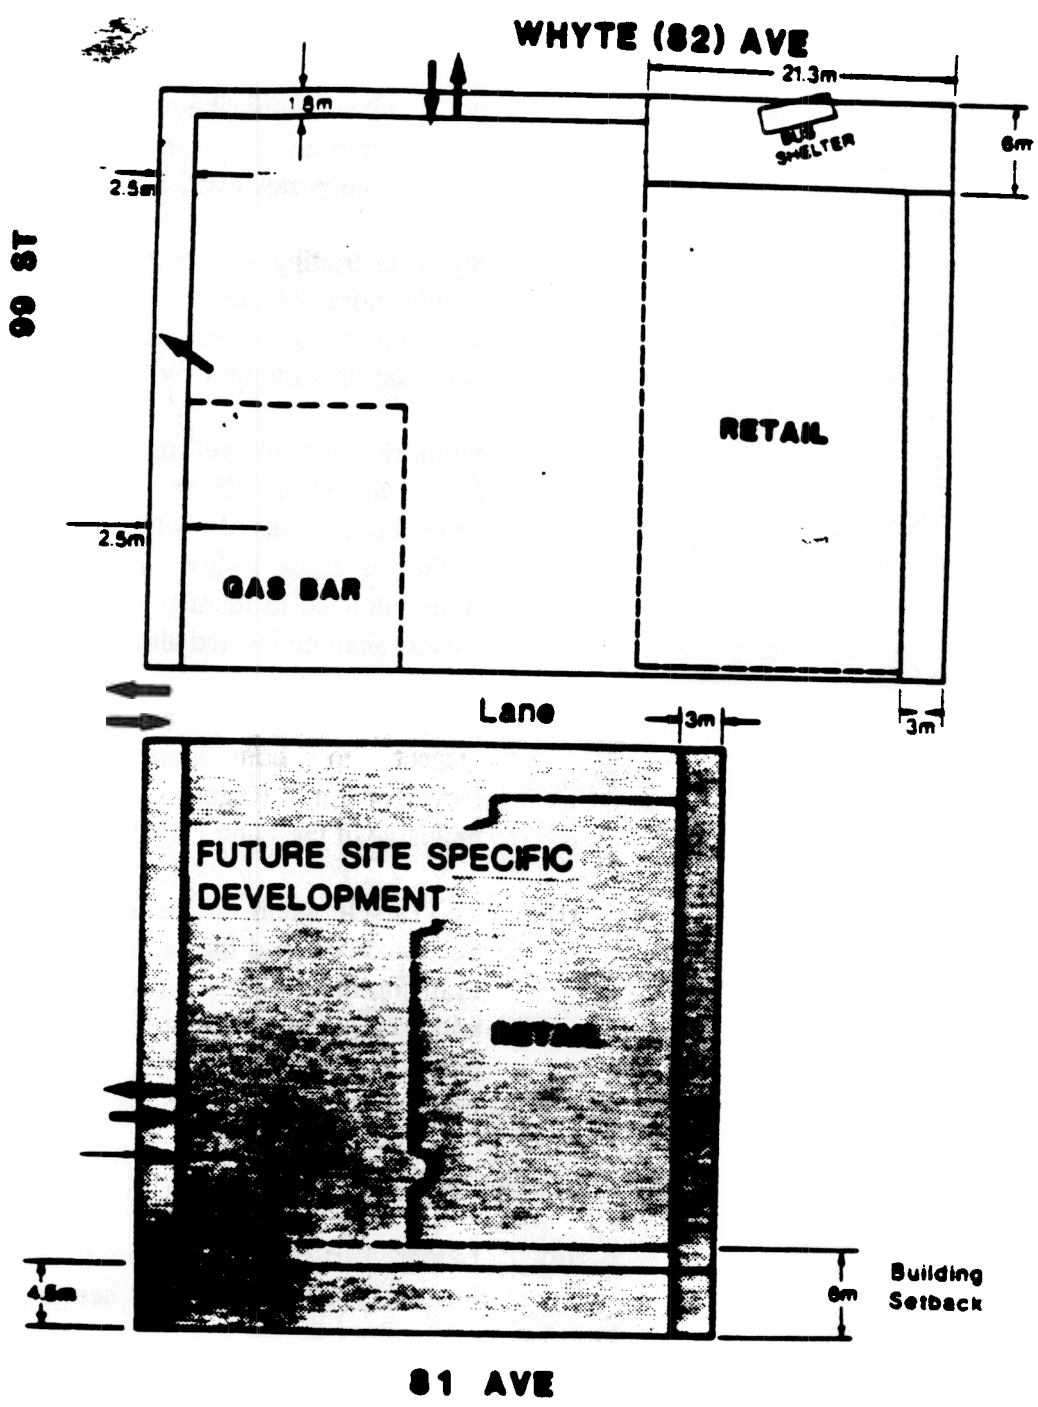 WHYTE (82) AVE
21.3m
1.8m
BUS
SHELTER
6m
2.5m
99 ST
RETAIL
2.5m
GAS BAR
Lane
3m
3m
FUTURE SITE SPECIFIC
DEVELOPMENT
RETAIL
4.5m
6m
Building
Setback
81 AVE